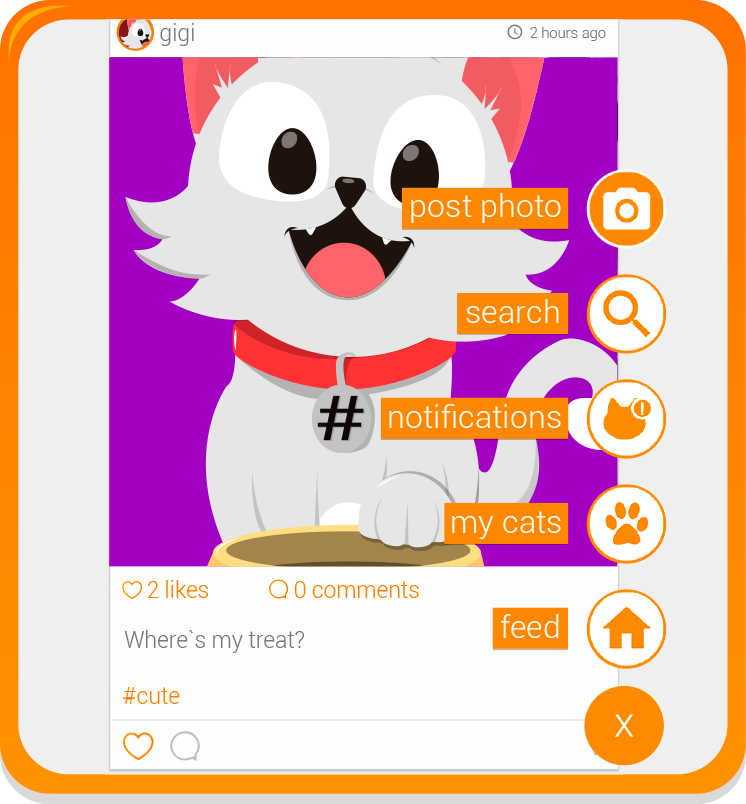 gigi
2 hours ago
post photo
search
#
notifications
my cats
2 likes
0 comments
feed
Where`s my treat?
#cute
X